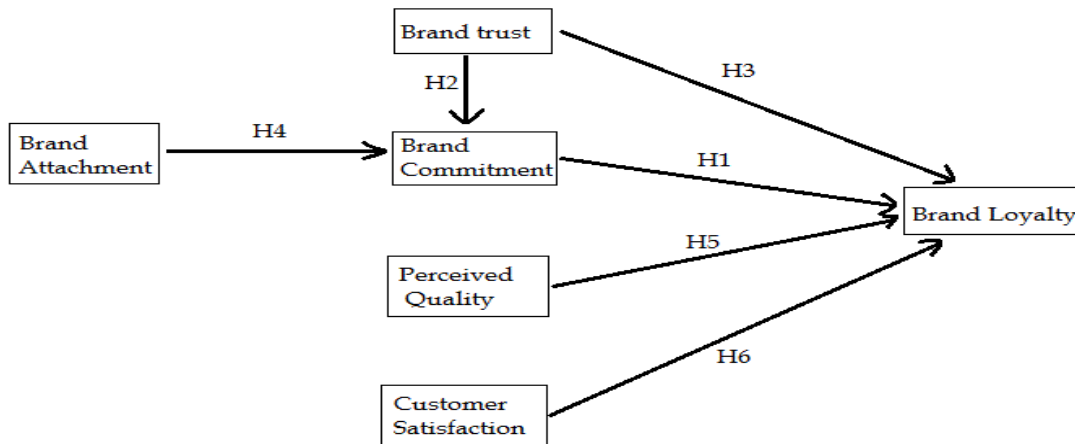 Brand trust
H3
H2
H4
Brand
Attachment
Brand
Commitment
H1
Brand Loyalty
H5
Perceived
Quality
H6
Customer
Satisfaction